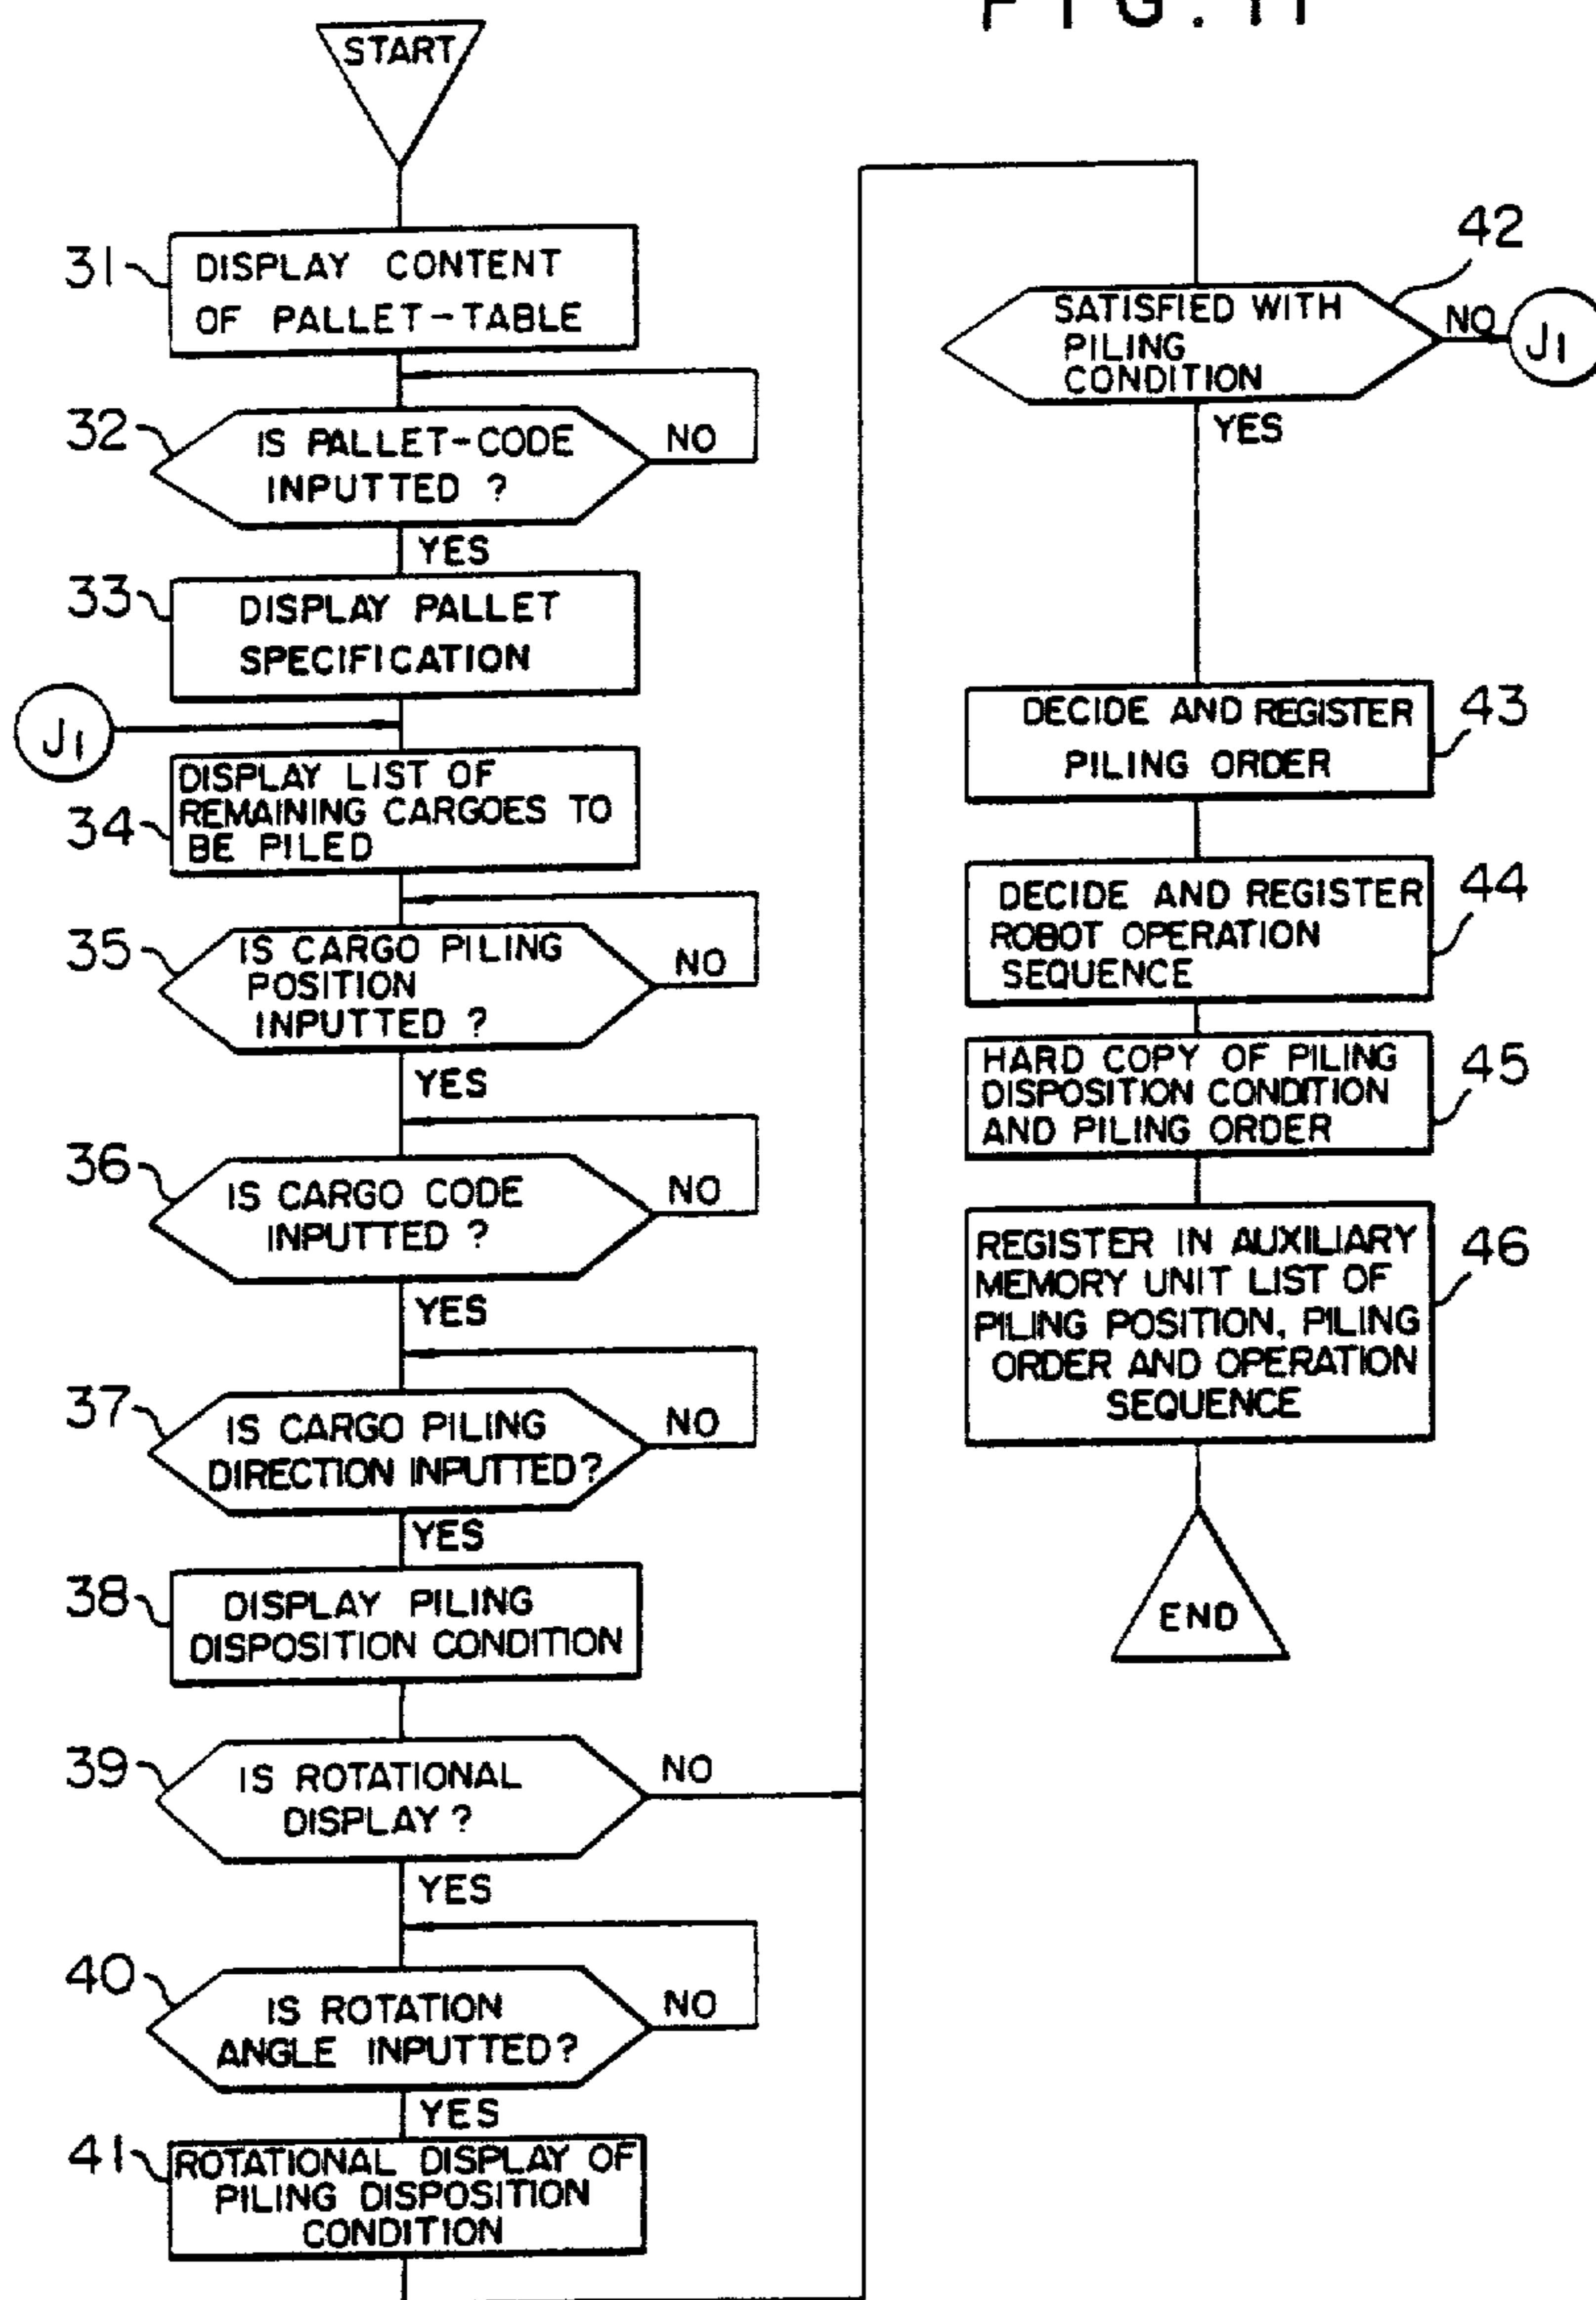 FIG. 11
START
31
DISPLAY CONTENT
OF PALLET-TABLE
32
IS PALLET-CODE
INPUTTED ?
NO
YES
33
DISPLAY PALLET
SPECIFICATION
J1
34
DISPLAY LIST OF
REMAINING CARGOES TO
BE PILED
35
IS CARGO PILING
POSITION
INPUTTED ?
NO
YES
36
IS CARGO CODE
INPUTTED ?
NO
YES
37
IS CARGO PILING
DIRECTION INPUTTED?
NO
YES
38
DISPLAY PILING
DISPOSITION CONDITION
39
IS ROTATIONAL
DISPLAY ?
NO
YES
40
IS ROTATION
ANGLE INPUTTED?
NO
YES
41
ROTATIONAL DISPLAY OF
PILING DISPOSITION
CONDITION
42
SATISFIED WITH
PILING
CONDITION
NO
J1
YES
43
DECIDE AND REGISTER
PILING ORDER
44
DECIDE AND REGISTER
ROBOT OPERATION
SEQUENCE
45
HARD COPY OF PILING
DISPOSITION CONDITION
AND PILING ORDER
46
REGISTER IN AUXILIARY
MEMORY UNIT LIST OF
PILING POSITION, PILING
ORDER AND OPERATION
SEQUENCE
END